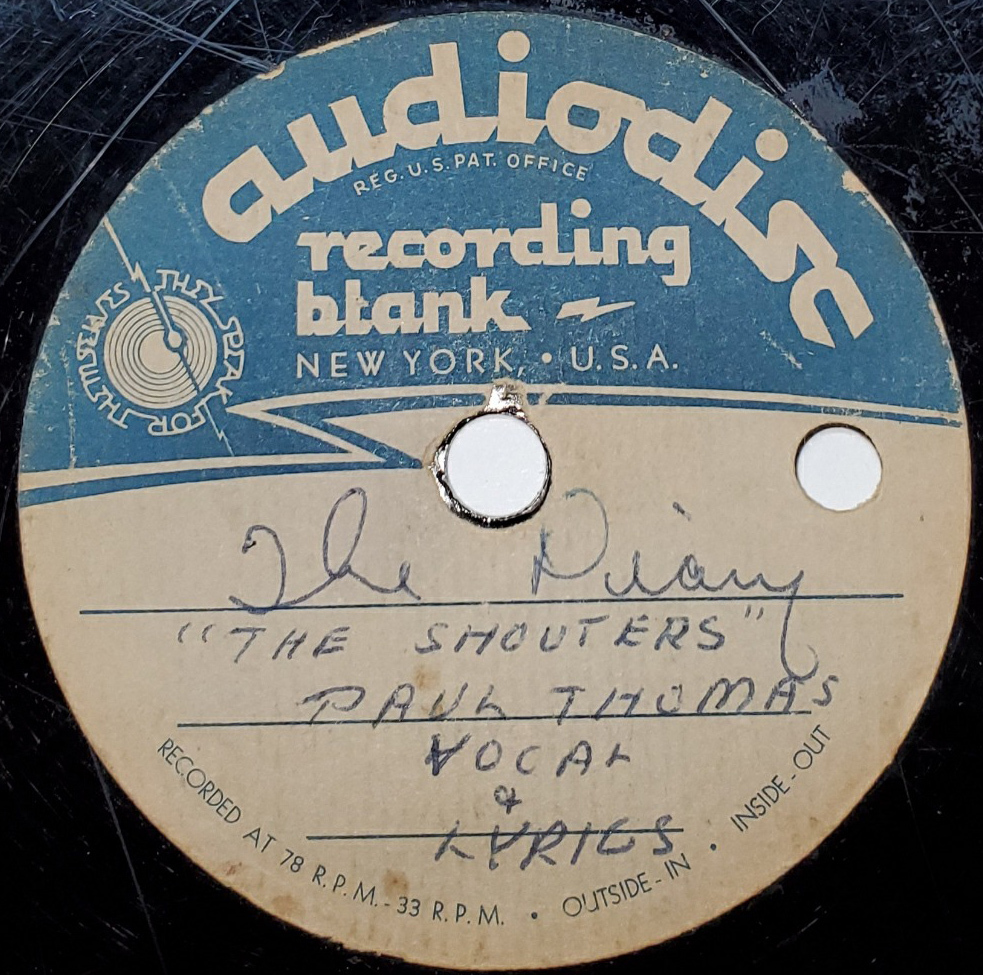 audiodisc
REG. U.S. PAT. OFFICE
recording
blank
NEW YORK, • U.S.A.
THEY SPEAK FOR THEMSELVES
The Diary
"THE SHOUTERS"
PAUL THOMAS
VOCAL
&
LYRICS
RECORDED AT 78 R.P.M.-33 R.P.M. • OUTSIDE-IN • INSIDE-OUT